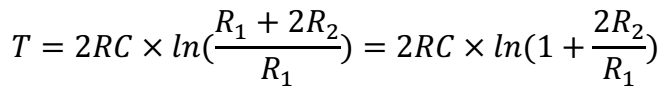 T = 2RC × ln((R₁ + 2R₂)/R₁) = 2RC × ln(1 + 2R₂/R₁)